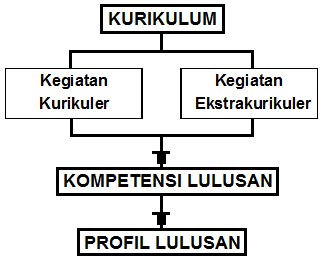 KURIKULUM
Kegiatan
Kurikuler
Kegiatan
Ekstrakurikuler
KOMPETENSI LULUSAN
PROFIL LULUSAN